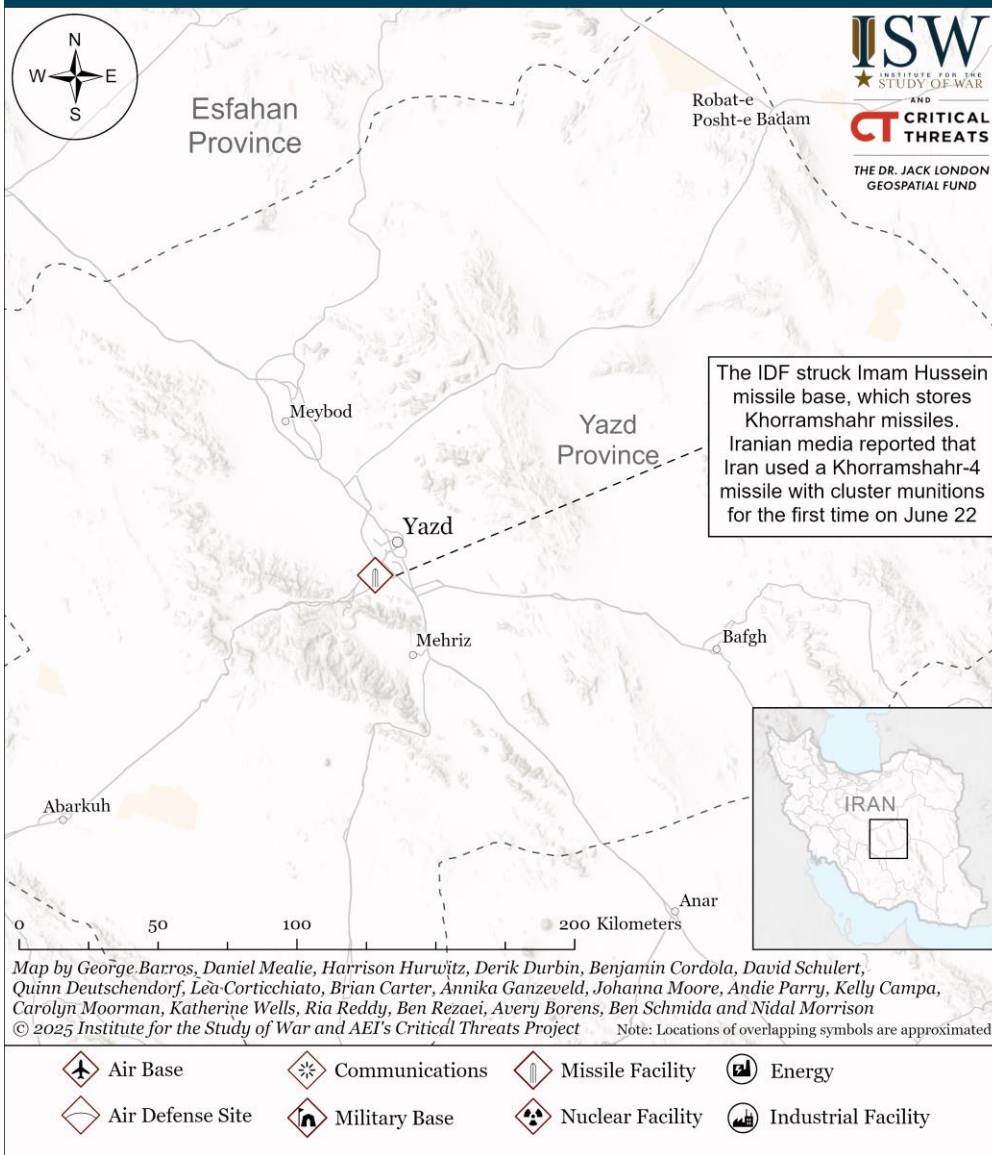 N
W E
S
ISW
INSTITUTE FOR THE
STUDY OF WAR
AND
CT CRITICAL
THREATS
THE DR. JACK LONDON
GEOSPATIAL FUND
Esfahan
Province
Robat-e
Posht-e Badam
The IDF struck Imam Hussein
missile base, which stores
Khorramshahr missiles.
Iranian media reported that
Iran used a Khorramshahr-4
missile with cluster munitions
for the first time on June 22
Meybod
Yazd
Province
Yazd
Mehriz
Bafgh
IRAN
Abarkuh
Anar
0 50 100 200 Kilometers
Map by George Barros, Daniel Mealie, Harrison Hurwitz, Derik Durbin, Benjamin Cordola, David Schulert,
Quinn Deutschendorf, Lea Corticchiato, Brian Carter, Annika Ganzeveld, Johanna Moore, Andie Parry, Kelly Campa,
Carolyn Moorman, Katherine Wells, Ria Reddy, Ben Rezaei, Avery Borens, Ben Schmida and Nidal Morrison
© 2025 Institute for the Study of War and AEI's Critical Threats Project Note: Locations of overlapping symbols are approximated
Air Base Communications Missile Facility Energy
Air Defense Site Military Base Nuclear Facility Industrial Facility